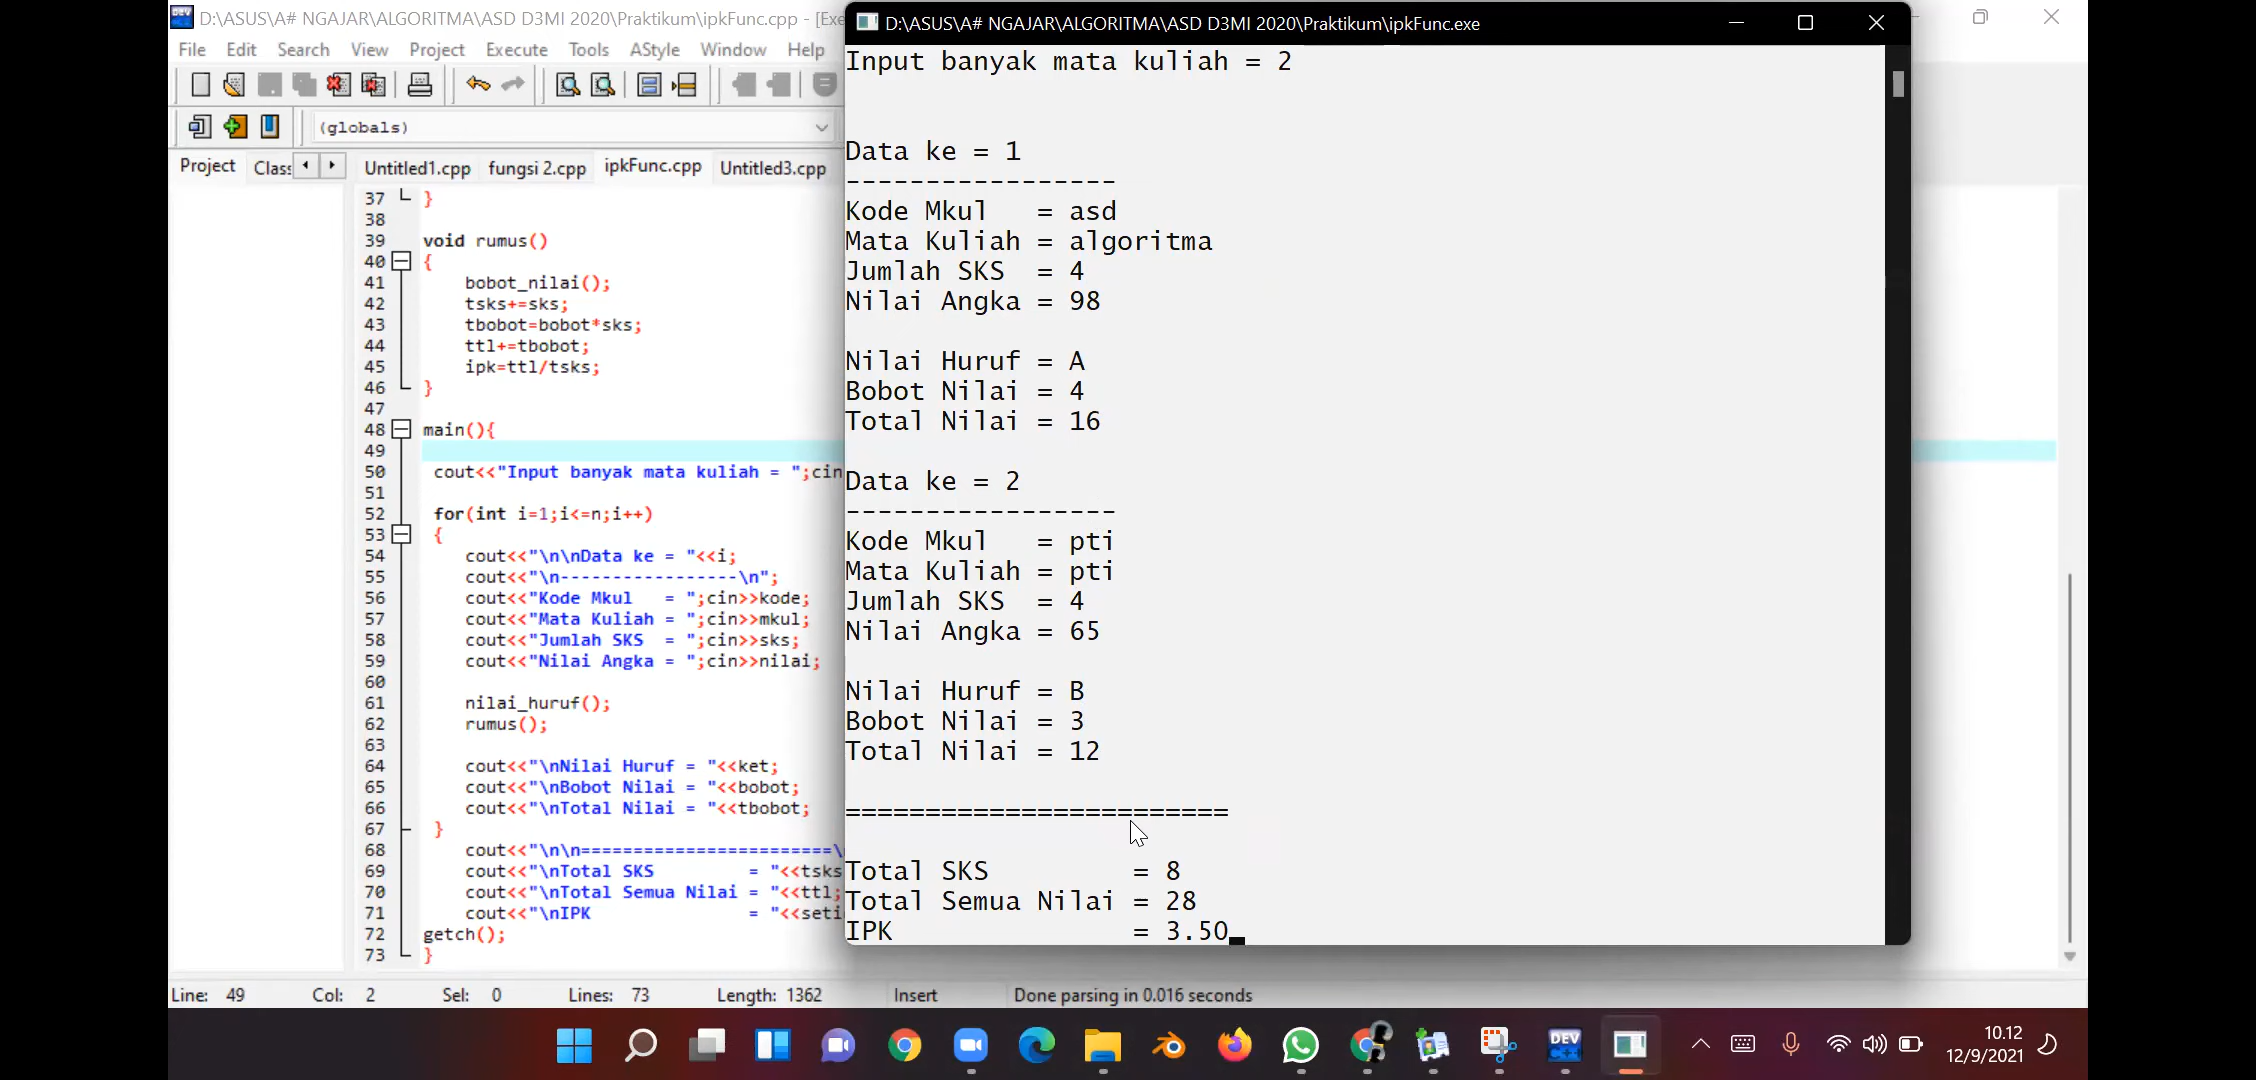 D:\ASUS\A# NGAJAR\ALGORITMA\ASD D3MI 2020\Praktikum\ipkFunc.cpp - [Exe
File Edit Search View Project Execute Tools AStyle Window Help
(globals)
Project Clas Untitled1.cpp fungsi 2.cpp ipkFunc.cpp Untitled3.cpp
37 }
38
39 void rumus()
40 {
41 bobot_nilai();
42 tsks+=sks;
43 tbobot=bobot*sks;
44 ttl+=tbobot;
45 ipk=ttl/tsks;
46 }
47
48 main(){
49
50 cout<<"Input banyak mata kuliah = ";cin
51
52 for(int i=1;i<=n;i++)
53 {
54 cout<<"\n\nData ke = "<<i;
55 cout<<"\n-----------------\n";
56 cout<<"Kode Mkul   = ";cin>>kode;
57 cout<<"Mata Kuliah = ";cin>>mkul;
58 cout<<"Jumlah SKS  = ";cin>>sks;
59 cout<<"Nilai Angka = ";cin>>nilai;
60
61 nilai_huruf();
62 rumus();
63
64 cout<<"\nNilai Huruf = "<<ket;
65 cout<<"\nBobot Nilai = "<<bobot;
66 cout<<"\nTotal Nilai = "<<tbobot;
67 }
68 cout<<"\n\n========================\
69 cout<<"\nTotal SKS         = "<<tsks
70 cout<<"\nTotal Semua Nilai = "<<ttl;
71 cout<<"\nIPK               = "<<seti
72 getch();
73 }
Line: 49 Col: 2 Sel: 0 Lines: 73 Length: 1362 Insert Done parsing in 0.016 seconds
D:\ASUS\A# NGAJAR\ALGORITMA\ASD D3MI 2020\Praktikum\ipkFunc.exe
Input banyak mata kuliah = 2
Data ke = 1
-----------------
Kode Mkul   = asd
Mata Kuliah = algoritma
Jumlah SKS  = 4
Nilai Angka = 98
Nilai Huruf = A
Bobot Nilai = 4
Total Nilai = 16
Data ke = 2
-----------------
Kode Mkul   = pti
Mata Kuliah = pti
Jumlah SKS  = 4
Nilai Angka = 65
Nilai Huruf = B
Bobot Nilai = 3
Total Nilai = 12
========================
Total SKS         = 8
Total Semua Nilai = 28
IPK               = 3.50
DEV
10.12
12/9/2021